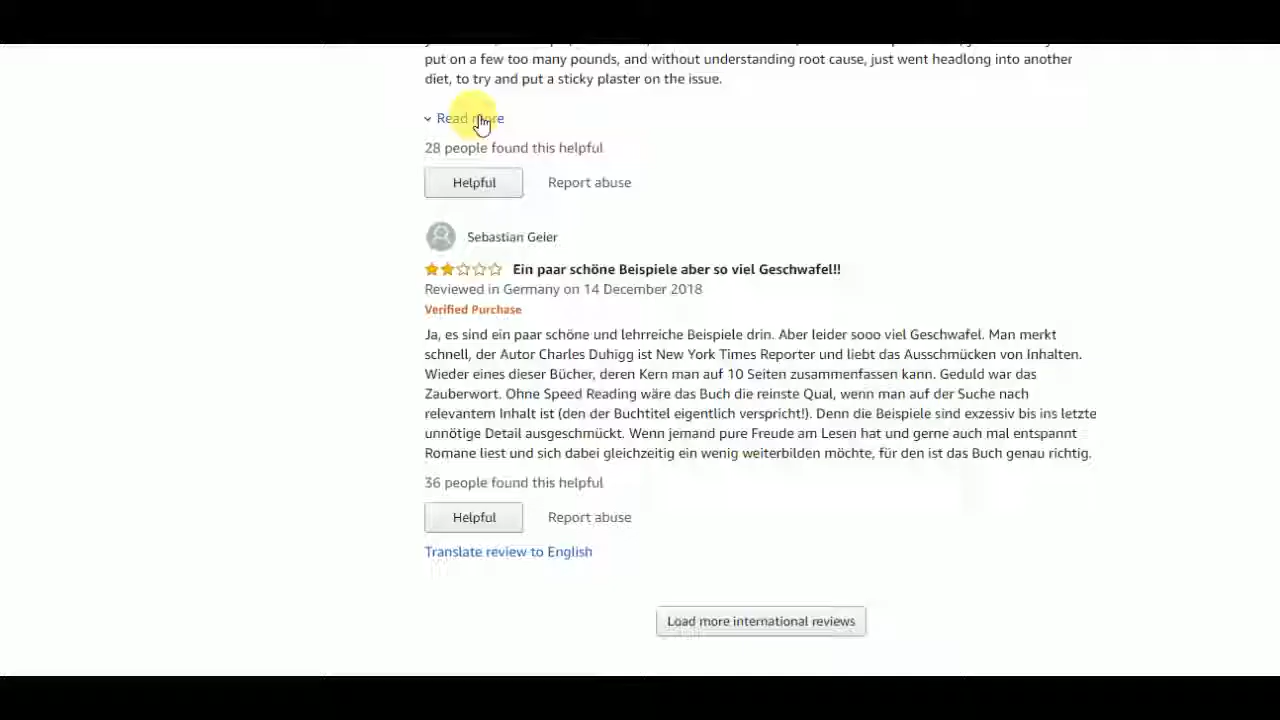 put on a few too many pounds, and without understanding root cause, just went headlong into another
diet, to try and put a sticky plaster on the issue.
Read more
28 people found this helpful
Helpful Report abuse
Sebastian Geier
Ein paar schöne Beispiele aber so viel Geschwafel!!
Reviewed in Germany on 14 December 2018
Verified Purchase
Ja, es sind ein paar schöne und lehrreiche Beispiele drin. Aber leider sooo viel Geschwafel. Man merkt
schnell, der Autor Charles Duhigg ist New York Times Reporter und liebt das Ausschmücken von Inhalten.
Wieder eines dieser Bücher, deren Kern man auf 10 Seiten zusammenfassen kann. Geduld war das
Zauberwort. Ohne Speed Reading wäre das Buch die reinste Qual, wenn man auf der Suche nach
relevantem Inhalt ist (den der Buchtitel eigentlich verspricht!). Denn die Beispiele sind exzessiv bis ins letzte
unnötige Detail ausgeschmückt. Wenn jemand pure Freude am Lesen hat und gerne auch mal entspannt
Romane liest und sich dabei gleichzeitig ein wenig weiterbilden möchte, für den ist das Buch genau richtig.
36 people found this helpful
Helpful Report abuse
Translate review to English
Load more international reviews